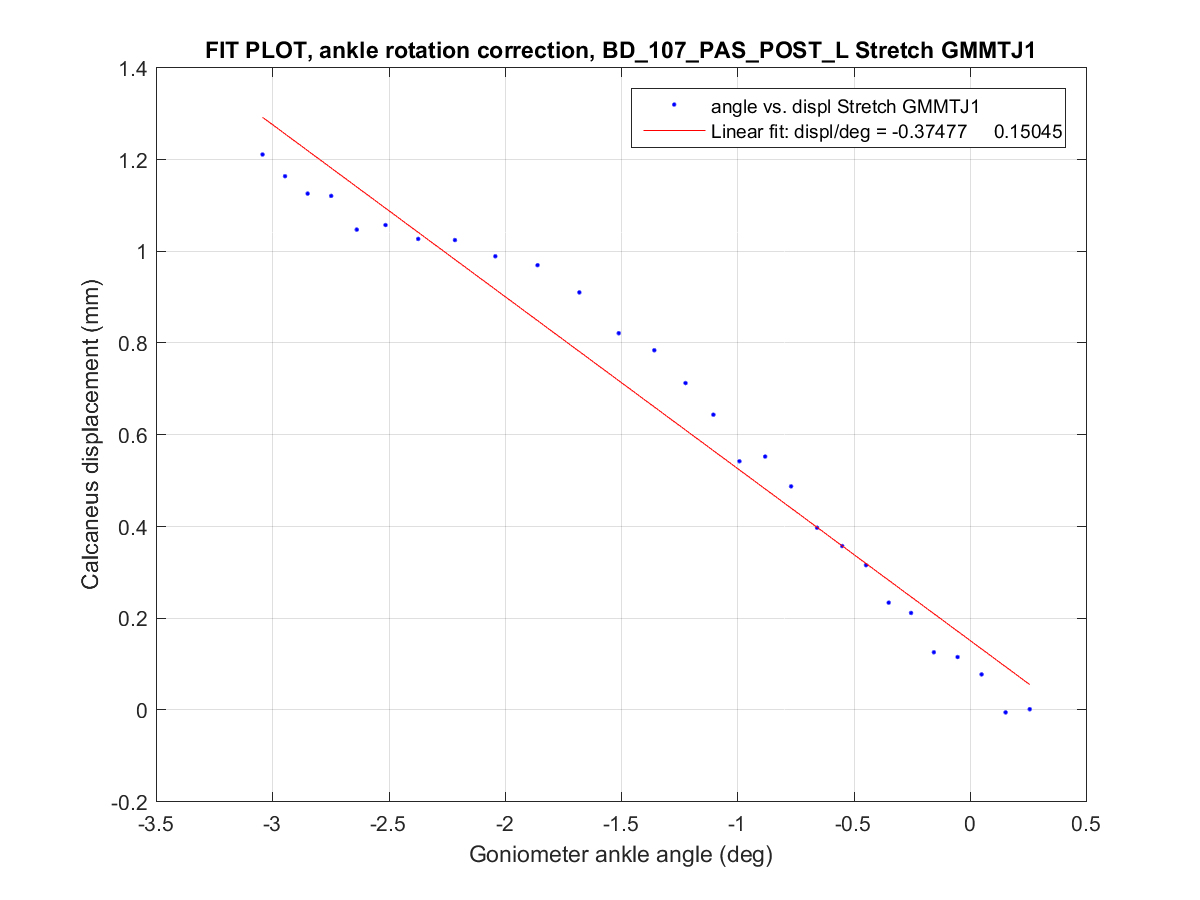 FIT PLOT, ankle rotation correction, BD_107_PAS_POST_L Stretch GMMTJ1
angle vs. displ Stretch GMMTJ1
Linear fit: displ/deg = -0.37477 0.15045
1.4
1.2
1
0.8
0.6
0.4
0.2
0
-0.2
Calcaneus displacement (mm)
-3.5 -3 -2.5 -2 -1.5 -1 -0.5 0 0.5
Goniometer ankle angle (deg)